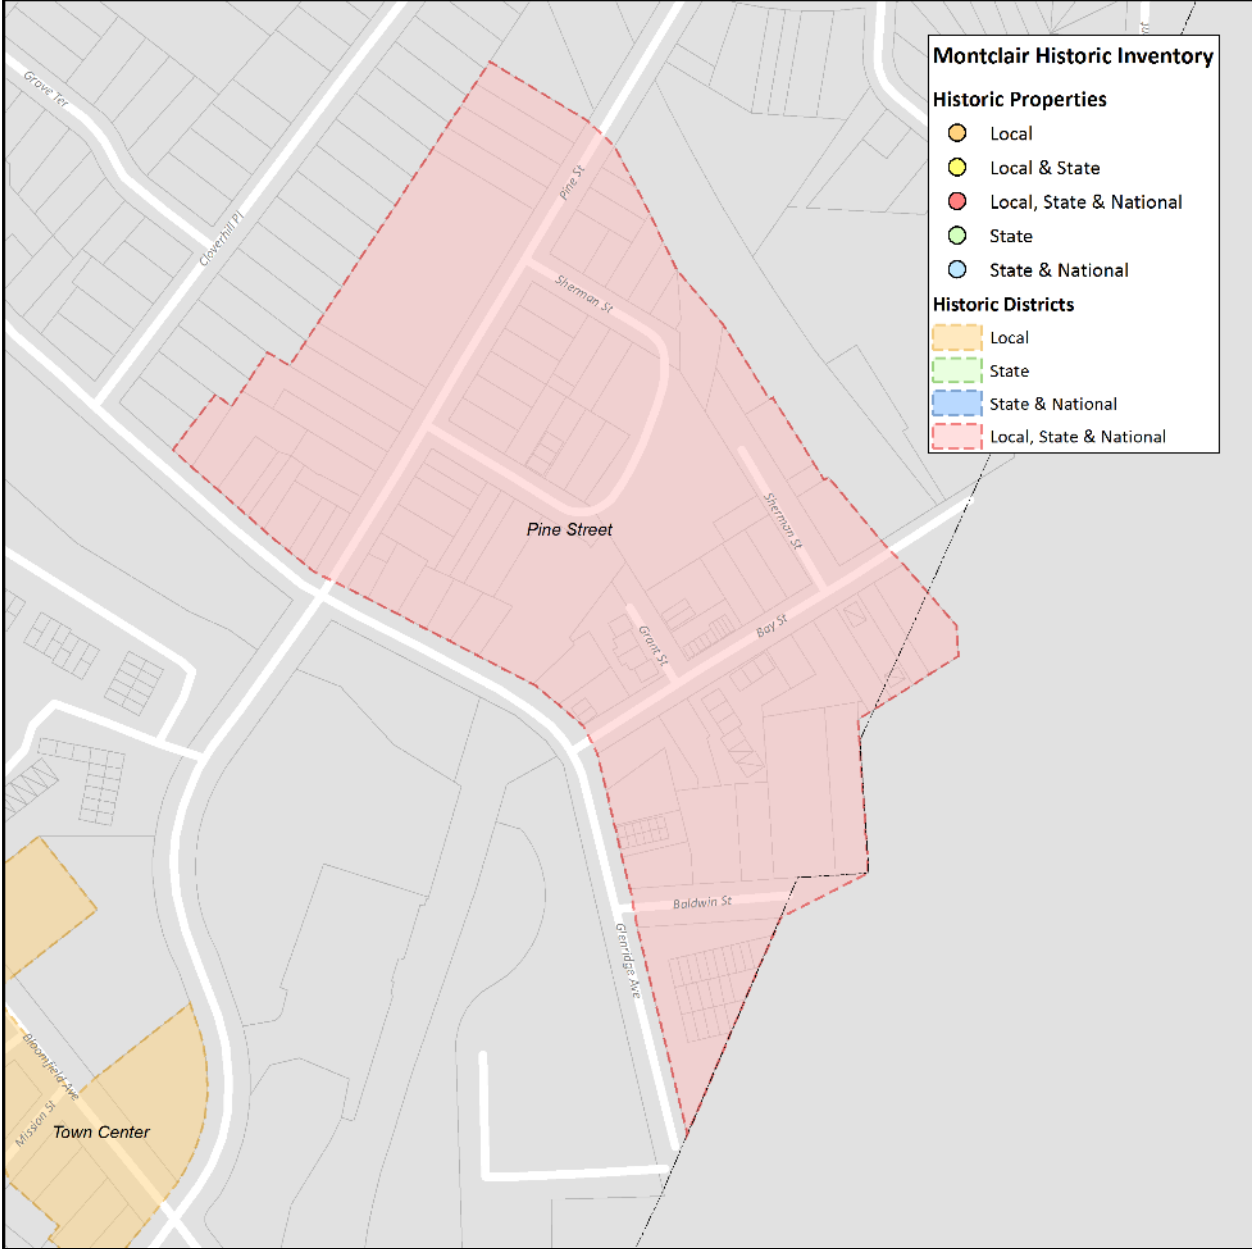 Montclair Historic Inventory
Historic Properties
Local
Local & State
Local, State & National
State
State & National
Historic Districts
Local
State
State & National
Local, State & National
Grove Ter
Cloverhill Pl
Pine St
Sherman St
Pine Street
Sherman St
Grant St
Bay St
Baldwin St
Glenridge Ave
Bloomfield Ave
Mission St
Town Center